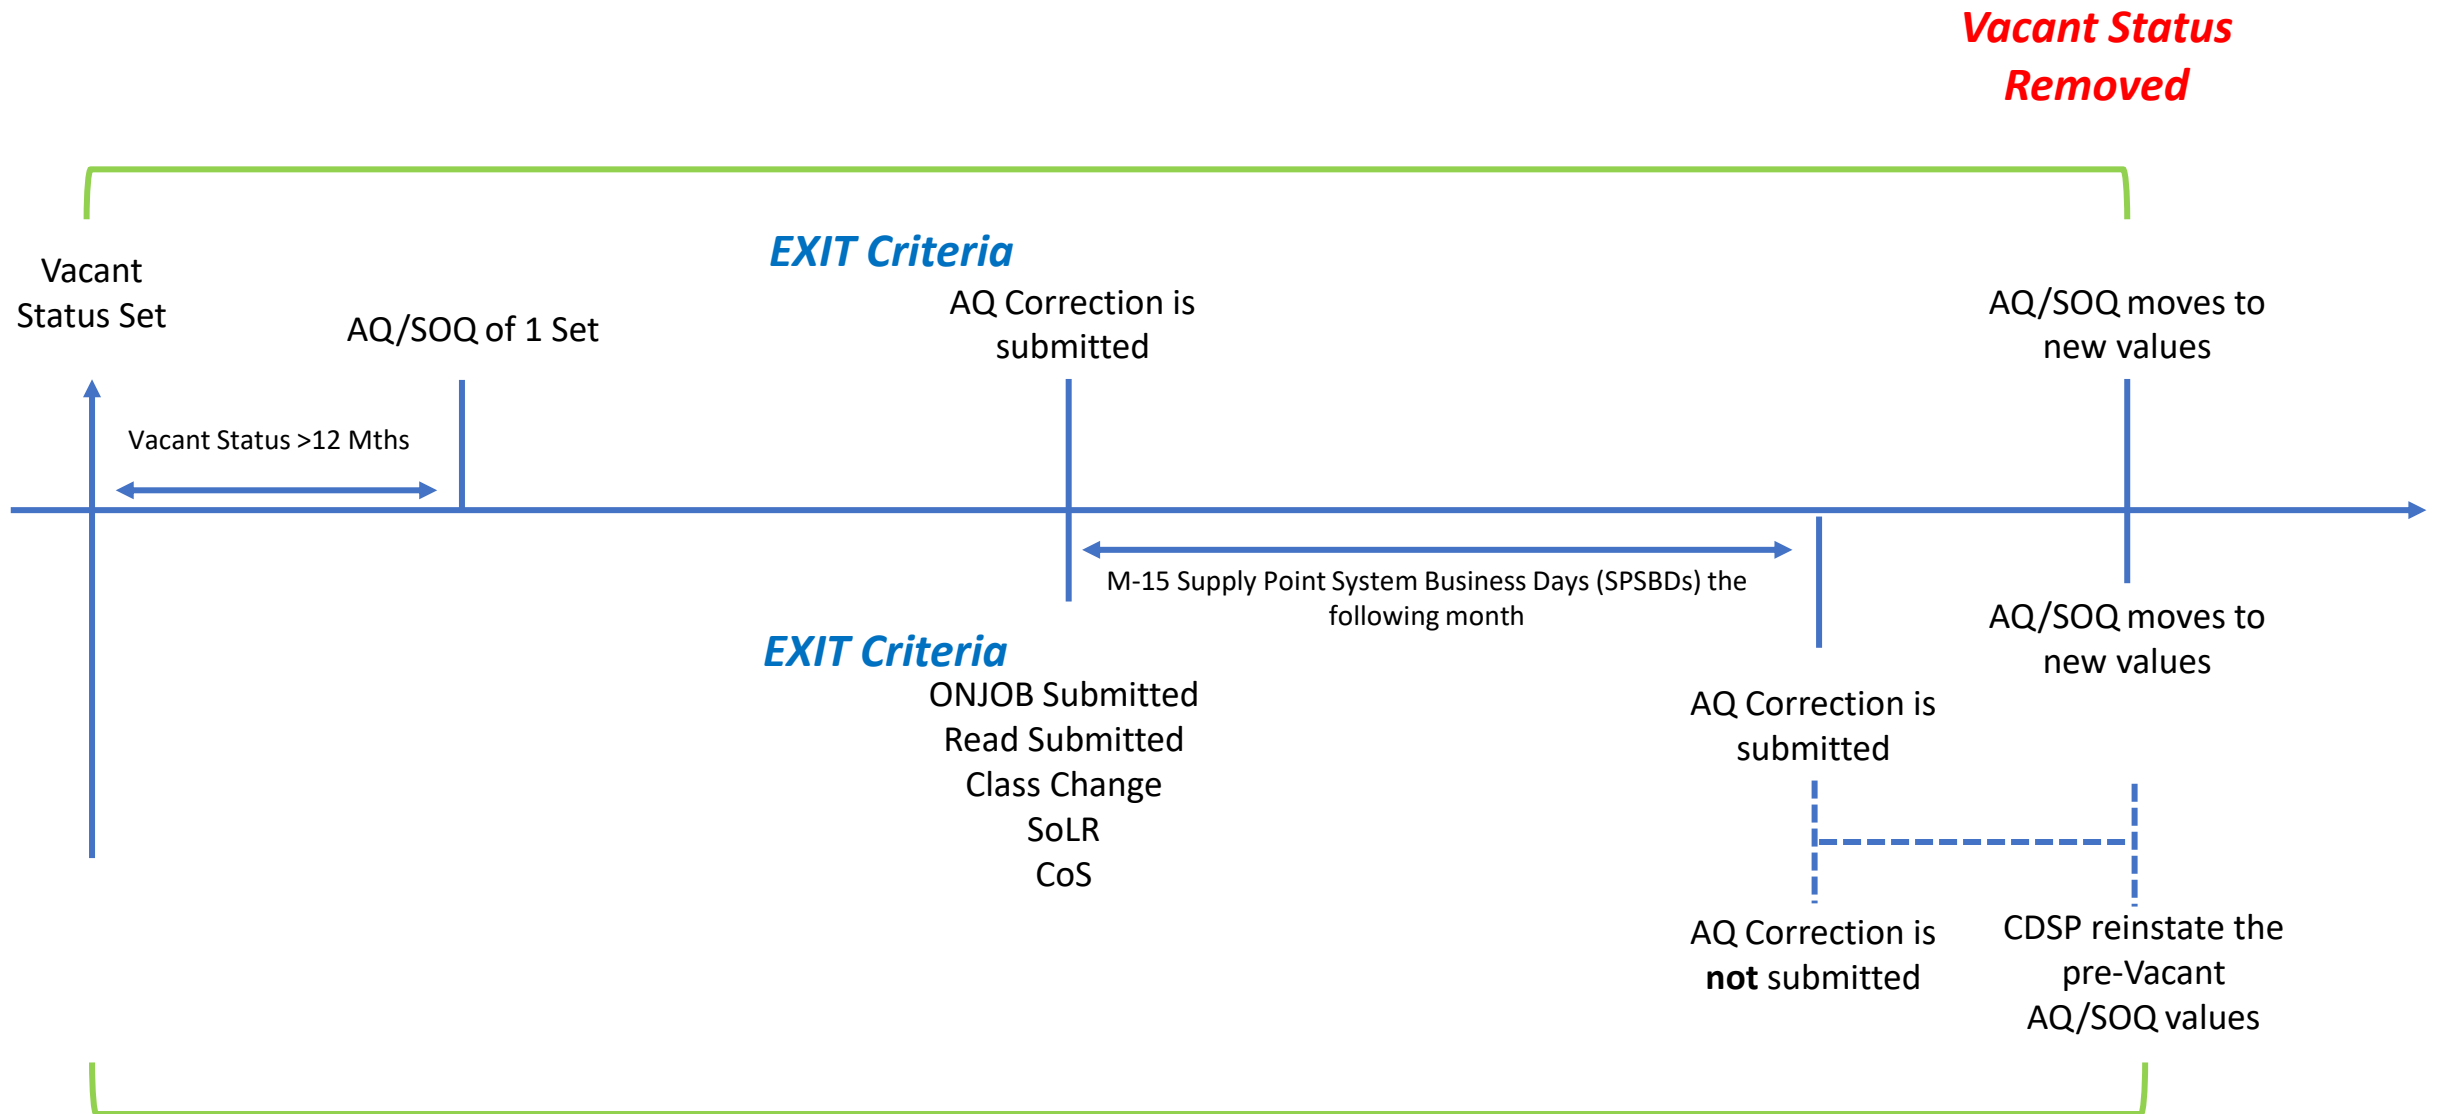 Vacant Status
Removed
EXIT Criteria
Vacant
Status Set
AQ/SOQ of 1 Set
AQ Correction is
submitted
AQ/SOQ moves to
new values
Vacant Status >12 Mths
M-15 Supply Point System Business Days (SPSBDs) the
following month
EXIT Criteria
ONJOB Submitted
Read Submitted
Class Change
SoLR
CoS
AQ Correction is
submitted
AQ/SOQ moves to
new values
AQ Correction is
not submitted
CDSP reinstate the
pre-Vacant
AQ/SOQ values